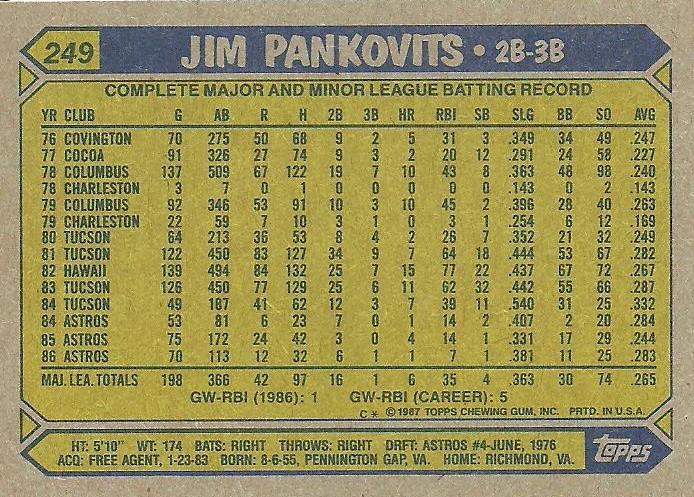 249 JIM PANKOVITS • 2B-3B
COMPLETE MAJOR AND MINOR LEAGUE BATTING RECORD
YR CLUB G AB R H 2B 3B HR RBI SB SLG BB SO AVG
76 COVINGTON 70 275 50 68 9 2 5 31 3 .349 34 49 .247
77 COCOA 91 326 27 74 9 3 2 20 12 .291 24 58 .227
78 COLUMBUS 137 509 67 122 19 7 10 43 8 .363 48 98 .240
78 CHARLESTON 3 7 0 1 0 0 0 0 0 .143 0 2 .143
79 COLUMBUS 92 346 53 91 10 3 10 45 2 .396 28 40 .263
79 CHARLESTON 22 59 7 10 3 1 0 3 1 .254 6 12 .169
80 TUCSON 64 213 36 53 8 4 2 26 7 .352 21 32 .249
81 TUCSON 122 450 83 127 34 9 7 64 18 .444 53 67 .282
82 HAWAII 139 494 84 132 25 7 15 77 22 .437 67 72 .267
83 TUCSON 126 450 77 129 25 6 11 62 32 .442 55 66 .287
84 TUCSON 49 187 41 62 12 3 7 39 11 .540 31 25 .332
84 ASTROS 53 81 6 23 7 0 1 14 2 .407 2 20 .284
85 ASTROS 75 172 24 42 3 0 4 14 1 .331 17 29 .244
86 ASTROS 70 113 12 32 6 1 1 7 1 .381 11 25 .283
MAJ. LEA. TOTALS 198 366 42 97 16 1 6 35 4 .363 30 74 .265
GW-RBI (1986): 1 GW-RBI (CAREER): 5
C * © 1987 TOPPS CHEWING GUM, INC. PRTD. IN U.S.A.
HT: 5'10" WT: 174 BATS: RIGHT THROWS: RIGHT DRFT: ASTROS #4-JUNE, 1976
ACQ: FREE AGENT, 1-23-83 BORN: 8-6-55, PENNINGTON GAP, VA. HOME: RICHMOND, VA.
TOPPS